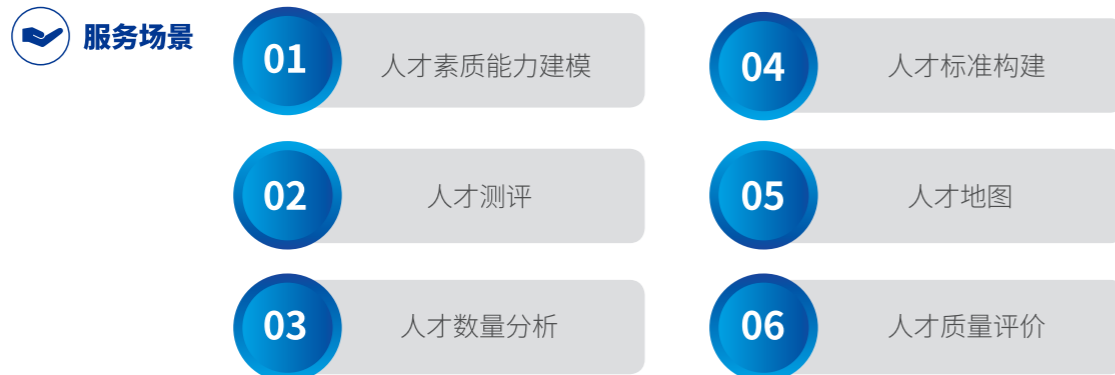 服务场景
01 人才素质能力建模
04 人才标准构建
02 人才测评
05 人才地图
03 人才数量分析
06 人才质量评价